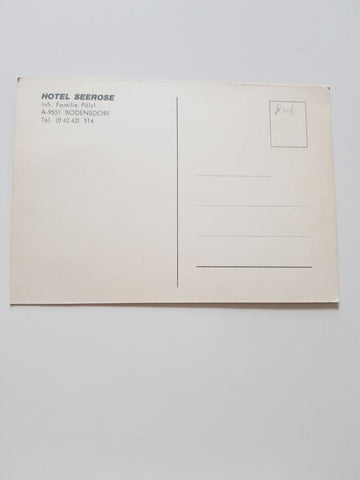 HOTEL SEEROSE
Inh. Familie Pölzl
A-9551 BODENSDORF
Tel. (0 42 43) 514